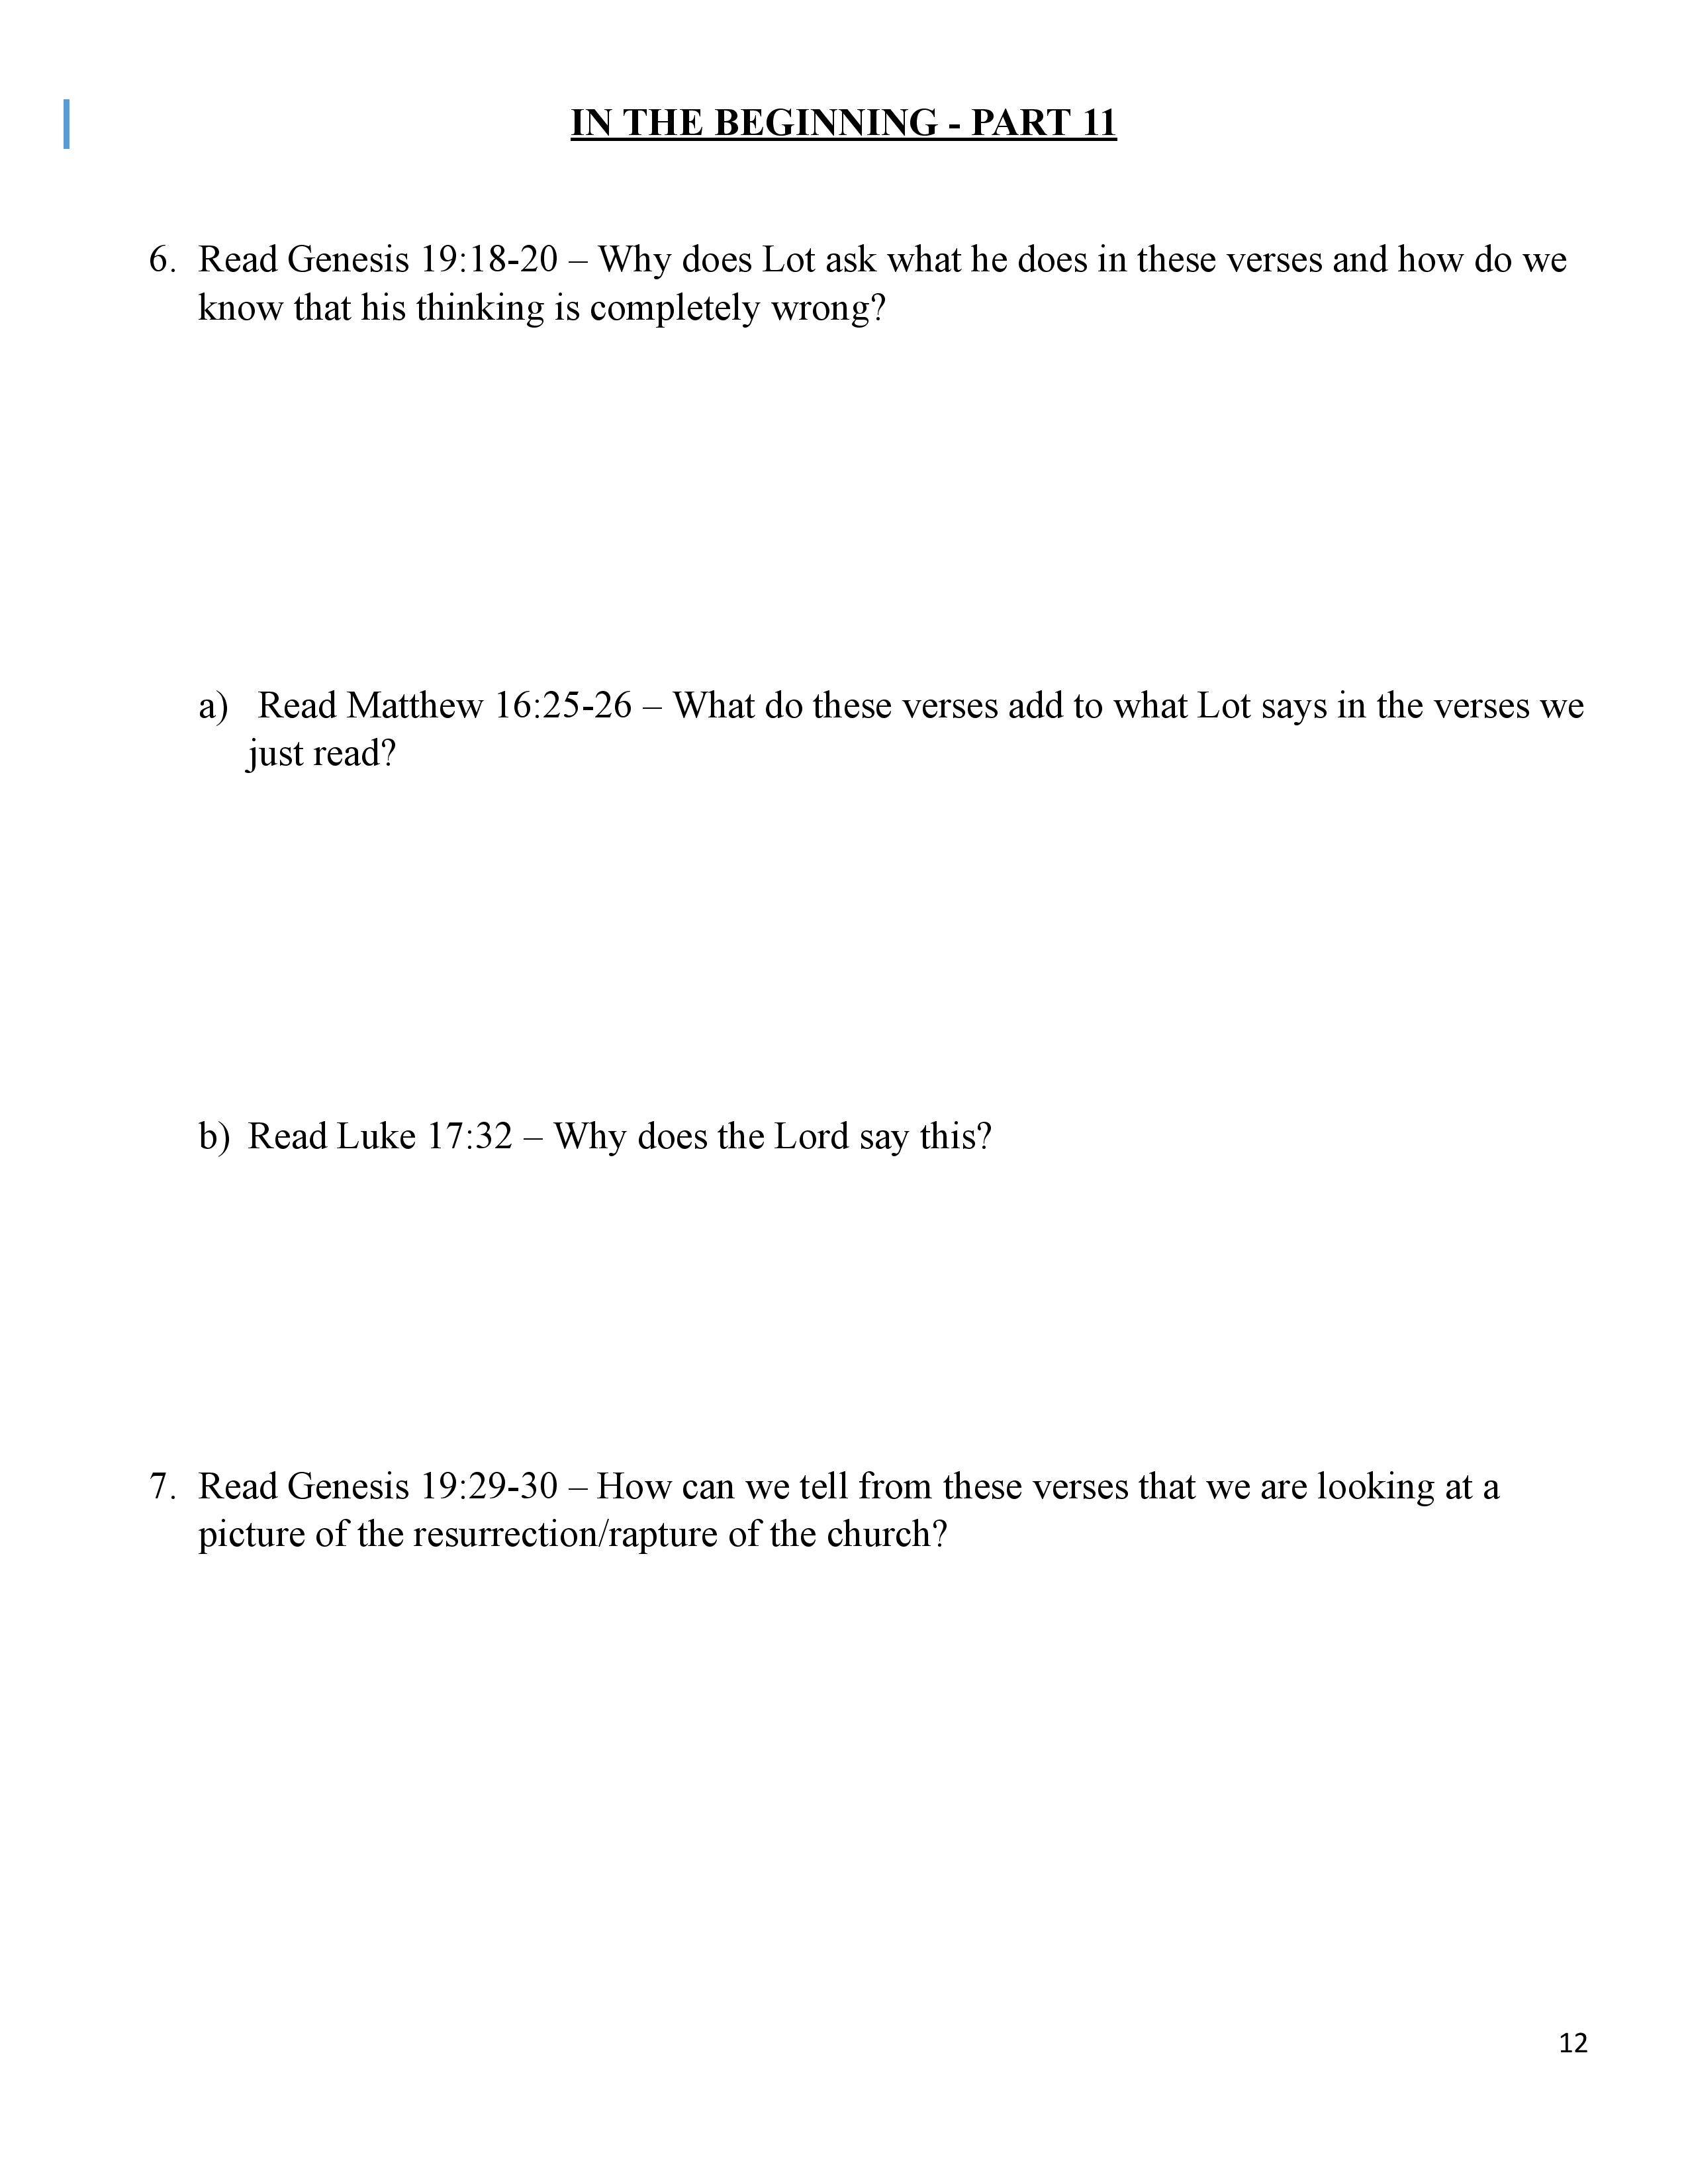 IN THE BEGINNING - PART 11
6. Read Genesis 19:18-20 – Why does Lot ask what he does in these verses and how do we
know that his thinking is completely wrong?
a) Read Matthew 16:25-26 – What do these verses add to what Lot says in the verses we
just read?
b) Read Luke 17:32 – Why does the Lord say this?
7. Read Genesis 19:29-30 – How can we tell from these verses that we are looking at a
picture of the resurrection/rapture of the church?
12